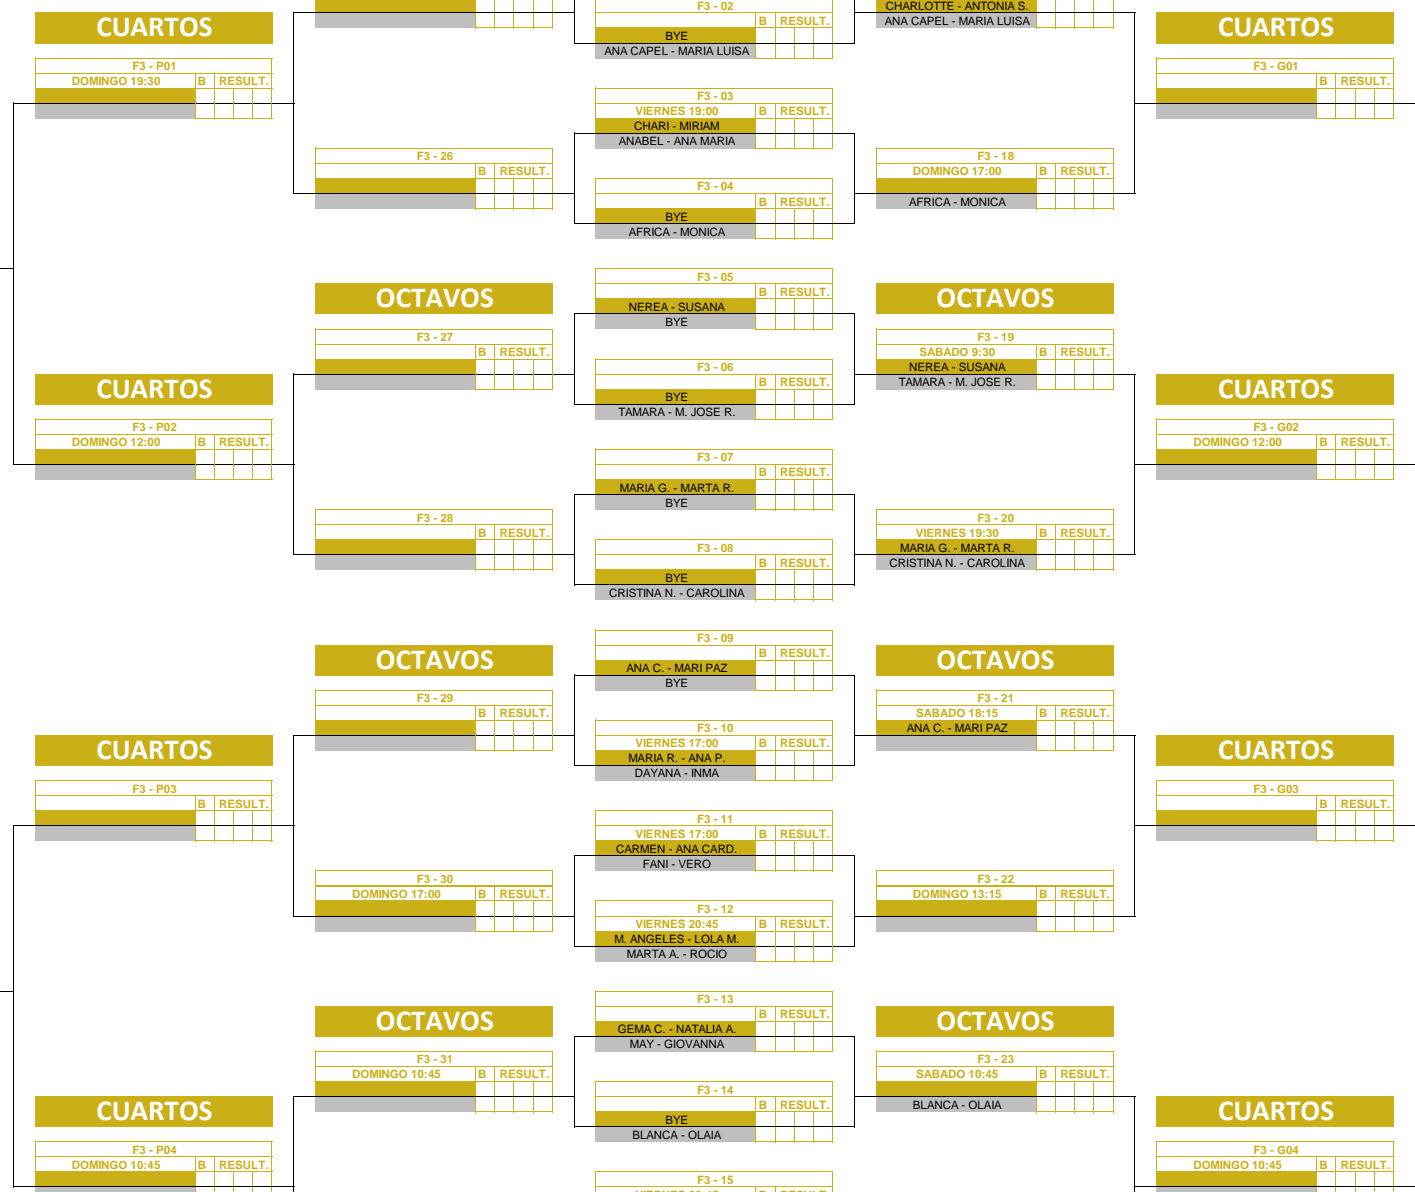 CUARTOS
F3 - P01
DOMINGO 19:30 B RESULT.
CUARTOS
F3 - P02
DOMINGO 12:00 B RESULT.
CUARTOS
F3 - P03
B RESULT.
CUARTOS
F3 - P04
DOMINGO 10:45 B RESULT.
F3 - 26
B RESULT.
OCTAVOS
F3 - 27
B RESULT.
F3 - 28
B RESULT.
OCTAVOS
F3 - 29
B RESULT.
F3 - 30
DOMINGO 17:00 B RESULT.
OCTAVOS
F3 - 31
DOMINGO 10:45 B RESULT.
F3 - 02
B RESULT.
BYE
ANA CAPEL - MARIA LUISA
F3 - 03
VIERNES 19:00 B RESULT.
CHARI - MIRIAM
ANABEL - ANA MARIA
F3 - 04
B RESULT.
BYE
AFRICA - MONICA
F3 - 05
B RESULT.
NEREA - SUSANA
BYE
F3 - 06
B RESULT.
BYE
TAMARA - M. JOSE R.
F3 - 07
B RESULT.
MARIA G. - MARTA R.
BYE
F3 - 08
B RESULT.
BYE
CRISTINA N. - CAROLINA
F3 - 09
B RESULT.
ANA C. - MARI PAZ
BYE
F3 - 10
VIERNES 17:00 B RESULT.
MARIA R. - ANA P.
DAYANA - INMA
F3 - 11
VIERNES 17:00 B RESULT.
CARMEN - ANA CARD.
FANI - VERO
F3 - 12
VIERNES 20:45 B RESULT.
M. ANGELES - LOLA M.
MARTA A. - ROCIO
F3 - 13
B RESULT.
GEMA C. - NATALIA A.
MAY - GIOVANNA
F3 - 14
B RESULT.
BYE
BLANCA - OLAIA
F3 - 15
CHARLOTTE - ANTONIA S.
ANA CAPEL - MARIA LUISA
F3 - 18
DOMINGO 17:00 B RESULT.
AFRICA - MONICA
OCTAVOS
F3 - 19
SABADO 9:30 B RESULT.
NEREA - SUSANA
TAMARA - M. JOSE R.
F3 - 20
VIERNES 19:30 B RESULT.
MARIA G. - MARTA R.
CRISTINA N. - CAROLINA
OCTAVOS
F3 - 21
SABADO 18:15 B RESULT.
ANA C. - MARI PAZ
F3 - 22
DOMINGO 13:15 B RESULT.
OCTAVOS
F3 - 23
SABADO 10:45 B RESULT.
BLANCA - OLAIA
CUARTOS
F3 - G01
B RESULT.
CUARTOS
F3 - G02
DOMINGO 12:00 B RESULT.
CUARTOS
F3 - G03
B RESULT.
CUARTOS
F3 - G04
DOMINGO 10:45 B RESULT.